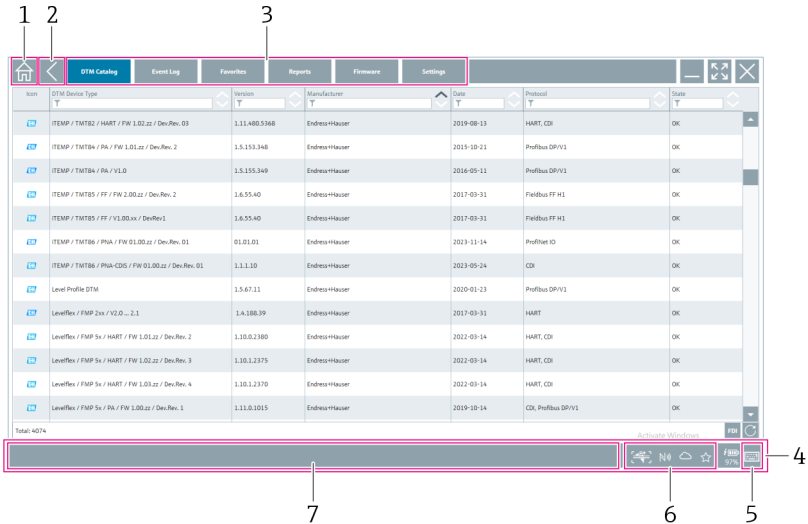 1 2 3
DTM Catalog Event Log Favorites Reports Firmware Settings
Icon DTM Device Type Version Manufacturer Date Protocol State
iTEMP / TMT82 / HART / FW 1.02.zz / Dev.Rev. 03 1.11.480.5368 Endress+Hauser 2019-08-13 HART, CDI OK
iTEMP / TMT84 / PA / FW 1.01.zz / Dev.Rev. 2 1.5.153.348 Endress+Hauser 2015-10-21 Profibus DP/V1 OK
iTEMP / TMT84 / PA / V1.0 1.5.155.349 Endress+Hauser 2016-05-11 Profibus DP/V1 OK
iTEMP / TMT85 / FF / FW 2.00.zz / Dev.Rev. 2 1.6.55.40 Endress+Hauser 2017-03-31 Fieldbus FF H1 OK
iTEMP / TMT85 / FF / V1.00.xx / DevRev1 1.6.55.40 Endress+Hauser 2017-03-31 Fieldbus FF H1 OK
iTEMP / TMT86 / PNA / FW 01.00.zz / Dev.Rev. 01 01.01.01 Endress+Hauser 2023-11-14 ProfiNet IO OK
iTEMP / TMT86 / PNA-CDIS / FW 01.00.zz / Dev.Rev. 01 1.1.1.10 Endress+Hauser 2023-05-24 CDI OK
Level Profile DTM 1.5.67.11 Endress+Hauser 2020-01-23 Profibus DP/V1 OK
Levelflex / FMP 2xx / V2.0 ... 2.1 1.4.188.39 Endress+Hauser 2017-03-31 HART OK
Levelflex / FMP 5x / HART / FW 1.01.zz / Dev.Rev. 2 1.10.0.2380 Endress+Hauser 2022-03-14 HART, CDI OK
Levelflex / FMP 5x / HART / FW 1.02.zz / Dev.Rev. 3 1.10.1.2375 Endress+Hauser 2022-03-14 HART, CDI OK
Levelflex / FMP 5x / HART / FW 1.03.zz / Dev.Rev. 4 1.10.1.2370 Endress+Hauser 2022-03-14 HART, CDI OK
Levelflex / FMP 5x / PA / FW 1.00.zz / Dev.Rev. 1 1.11.0.1015 Endress+Hauser 2019-10-14 CDI, Profibus DP/V1 OK
Total: 4074 Activate Windows FDI
97% 4
7 6 5